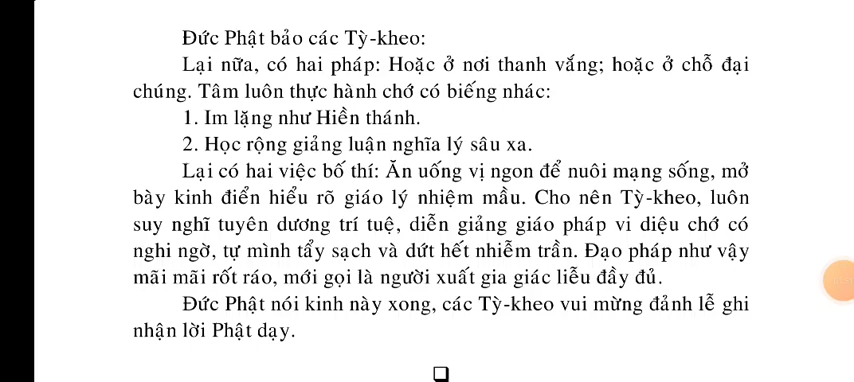 Đức Phật bảo các Tỳ-kheo:
Lại nữa, có hai pháp: Hoặc ở nơi thanh vắng; hoặc ở chỗ đại
chúng. Tâm luôn thực hành chớ có biếng nhác:
1. Im lặng như Hiền thánh.
2. Học rộng giảng luận nghĩa lý sâu xa.
Lại có hai việc bố thí: Ăn uống vị ngon để nuôi mạng sống, mở
bày kinh điển hiểu rõ giáo lý nhiệm mầu. Cho nên Tỳ-kheo, luôn
suy nghĩ tuyên dương trí tuệ, diễn giảng giáo pháp vi diệu chớ có
nghi ngờ, tự mình tẩy sạch và dứt hết nhiễm trần. Đạo pháp như vậy
mãi mãi rốt ráo, mới gọi là người xuất gia giác liễu đầy đủ.
Đức Phật nói kinh này xong, các Tỳ-kheo vui mừng đảnh lễ ghi
nhận lời Phật dạy.